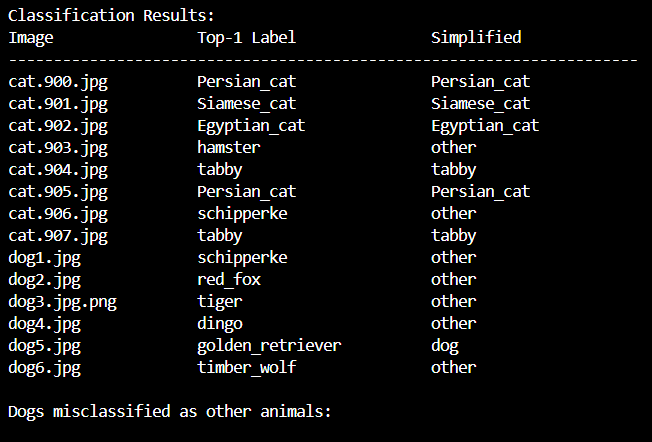 Classification Results:
Image Top-1 Label Simplified
----------------------------------------------------------------------
cat.900.jpg Persian_cat Persian_cat
cat.901.jpg Siamese_cat Siamese_cat
cat.902.jpg Egyptian_cat Egyptian_cat
cat.903.jpg hamster other
cat.904.jpg tabby tabby
cat.905.jpg Persian_cat Persian_cat
cat.906.jpg schipperke other
cat.907.jpg tabby tabby
dog1.jpg schipperke other
dog2.jpg red_fox other
dog3.jpg.png tiger other
dog4.jpg dingo other
dog5.jpg golden_retriever dog
dog6.jpg timber_wolf other
Dogs misclassified as other animals: